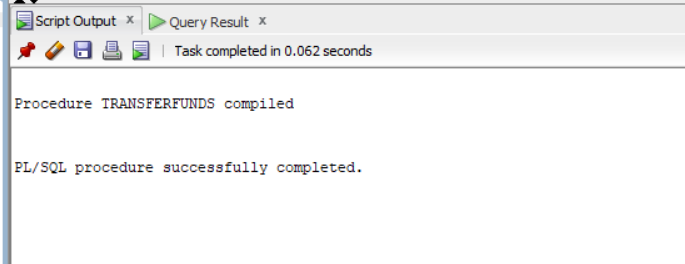 Script Output x Query Result x
Task completed in 0.062 seconds
Procedure TRANSFERFUNDS compiled
PL/SQL procedure successfully completed.